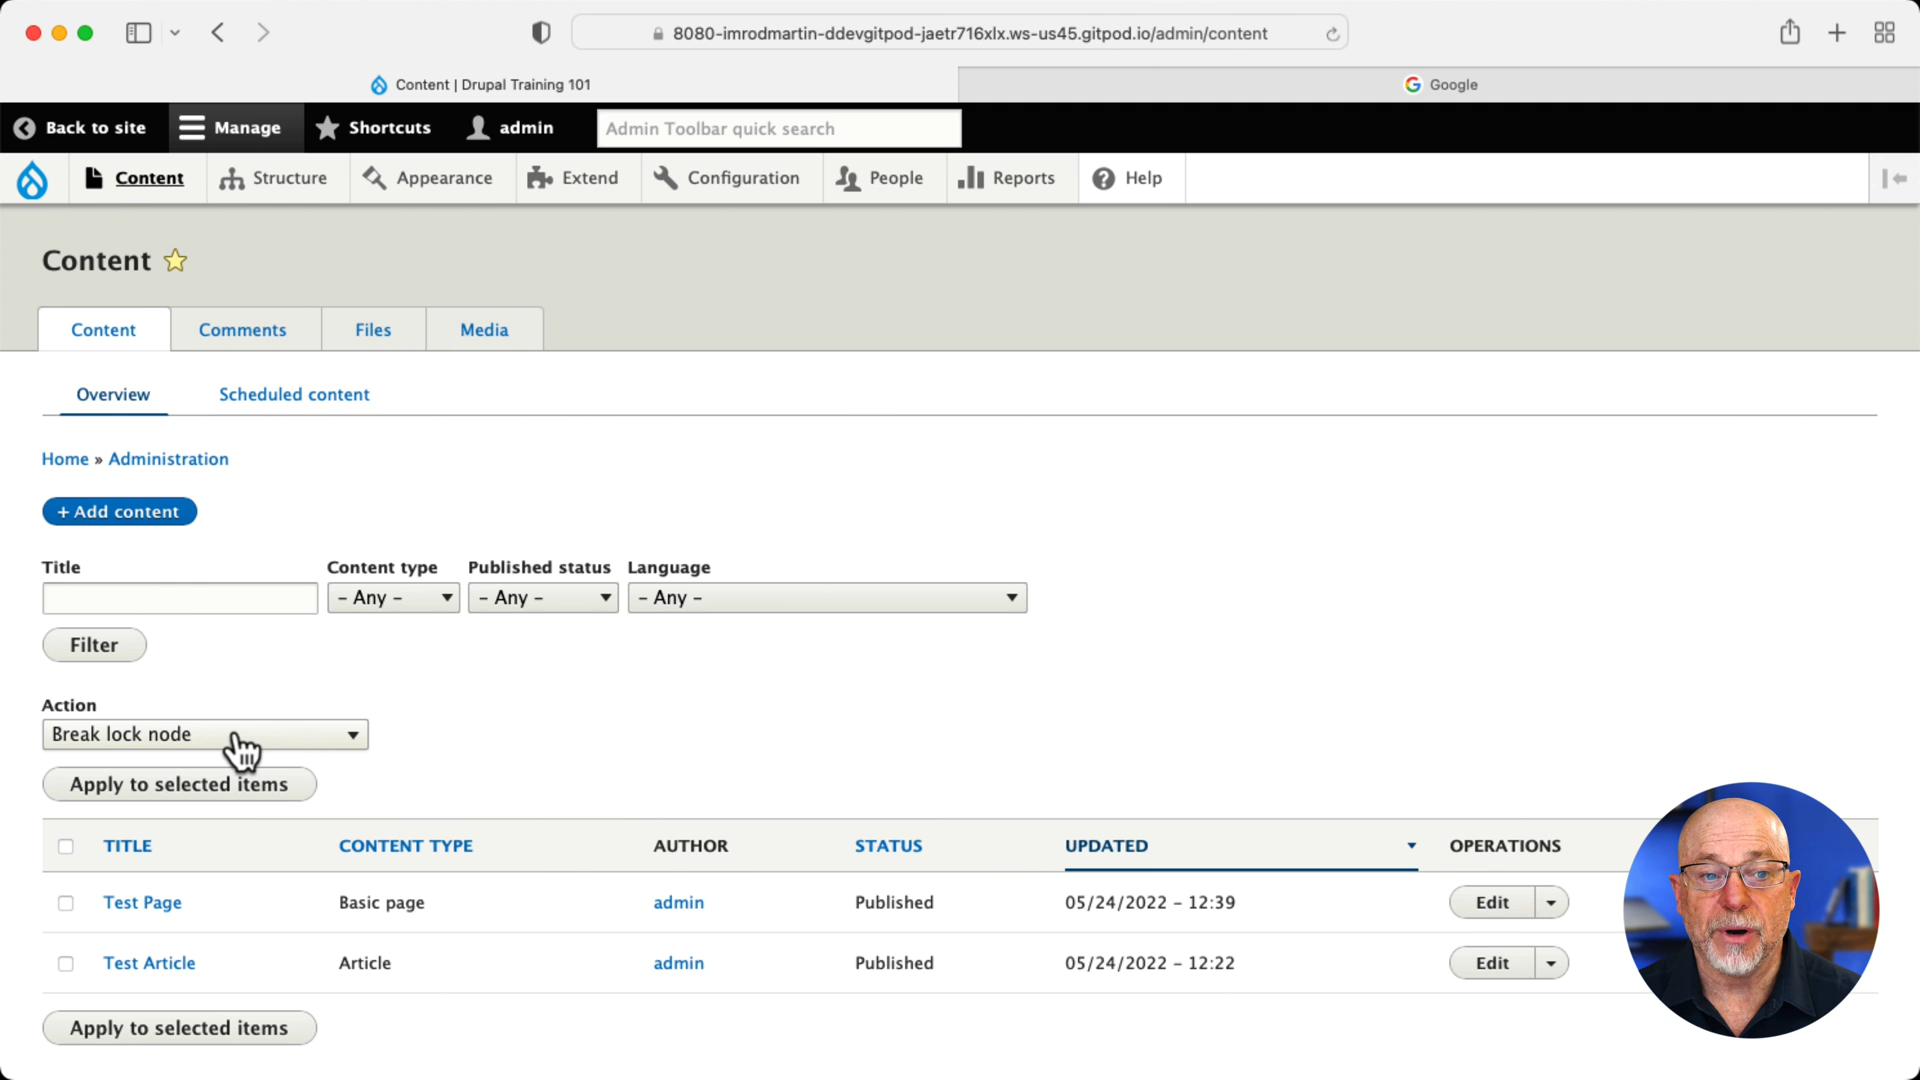 8080-imrodmartin-ddevgitpod-jaetr716xlx.ws-us45.gitpod.io/admin/content
Content | Drupal Training 101
Google
Back to site Manage Shortcuts admin Admin Toolbar quick search
Content Structure Appearance Extend Configuration People Reports Help
Content
Content Comments Files Media
Overview Scheduled content
Home » Administration
+ Add content
Title Content type Published status Language
- Any - - Any - - Any -
Filter
Action
Break lock node
Apply to selected items
TITLE CONTENT TYPE AUTHOR STATUS UPDATED OPERATIONS
Test Page Basic page admin Published 05/24/2022 - 12:39 Edit
Test Article Article admin Published 05/24/2022 - 12:22 Edit
Apply to selected items